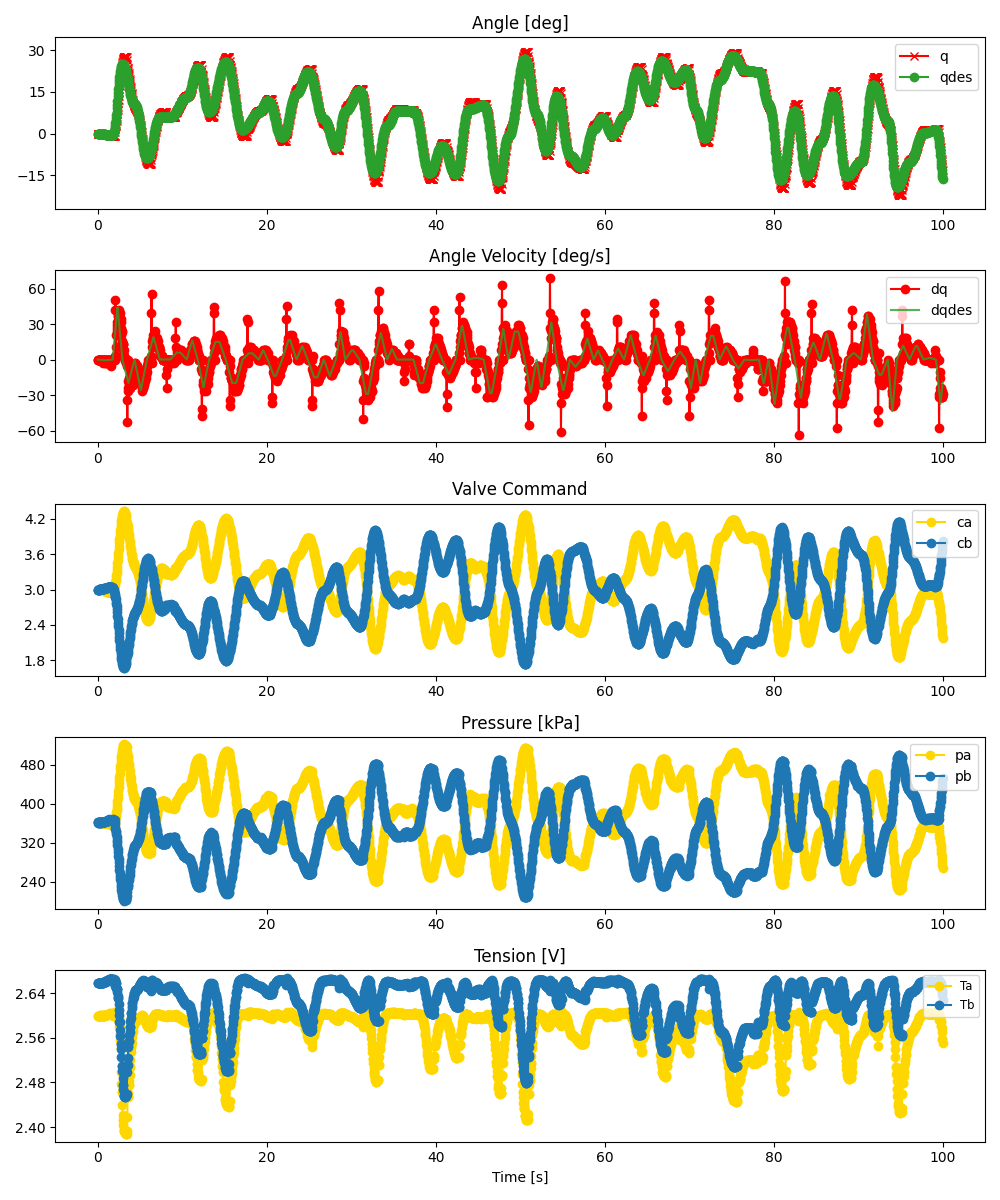 Angle [deg]
30
15
0
−15
q
qdes
0 20 40 60 80 100
Angle Velocity [deg/s]
60
30
0
−30
−60
dq
dqdes
0 20 40 60 80 100
Valve Command
4.2
3.6
3.0
2.4
1.8
ca
cb
0 20 40 60 80 100
Pressure [kPa]
480
400
320
240
pa
pb
0 20 40 60 80 100
Tension [V]
2.64
2.56
2.48
2.40
Ta
Tb
0 20 40 60 80 100
Time [s]